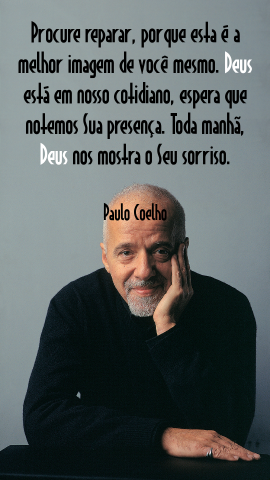 Procure reparar, porque esta é a
melhor imagem de você mesmo. Deus
está em nosso cotidiano, espera que
notemos Sua presença. Toda manhã,
Deus nos mostra o Seu sorriso.
Paulo Coelho